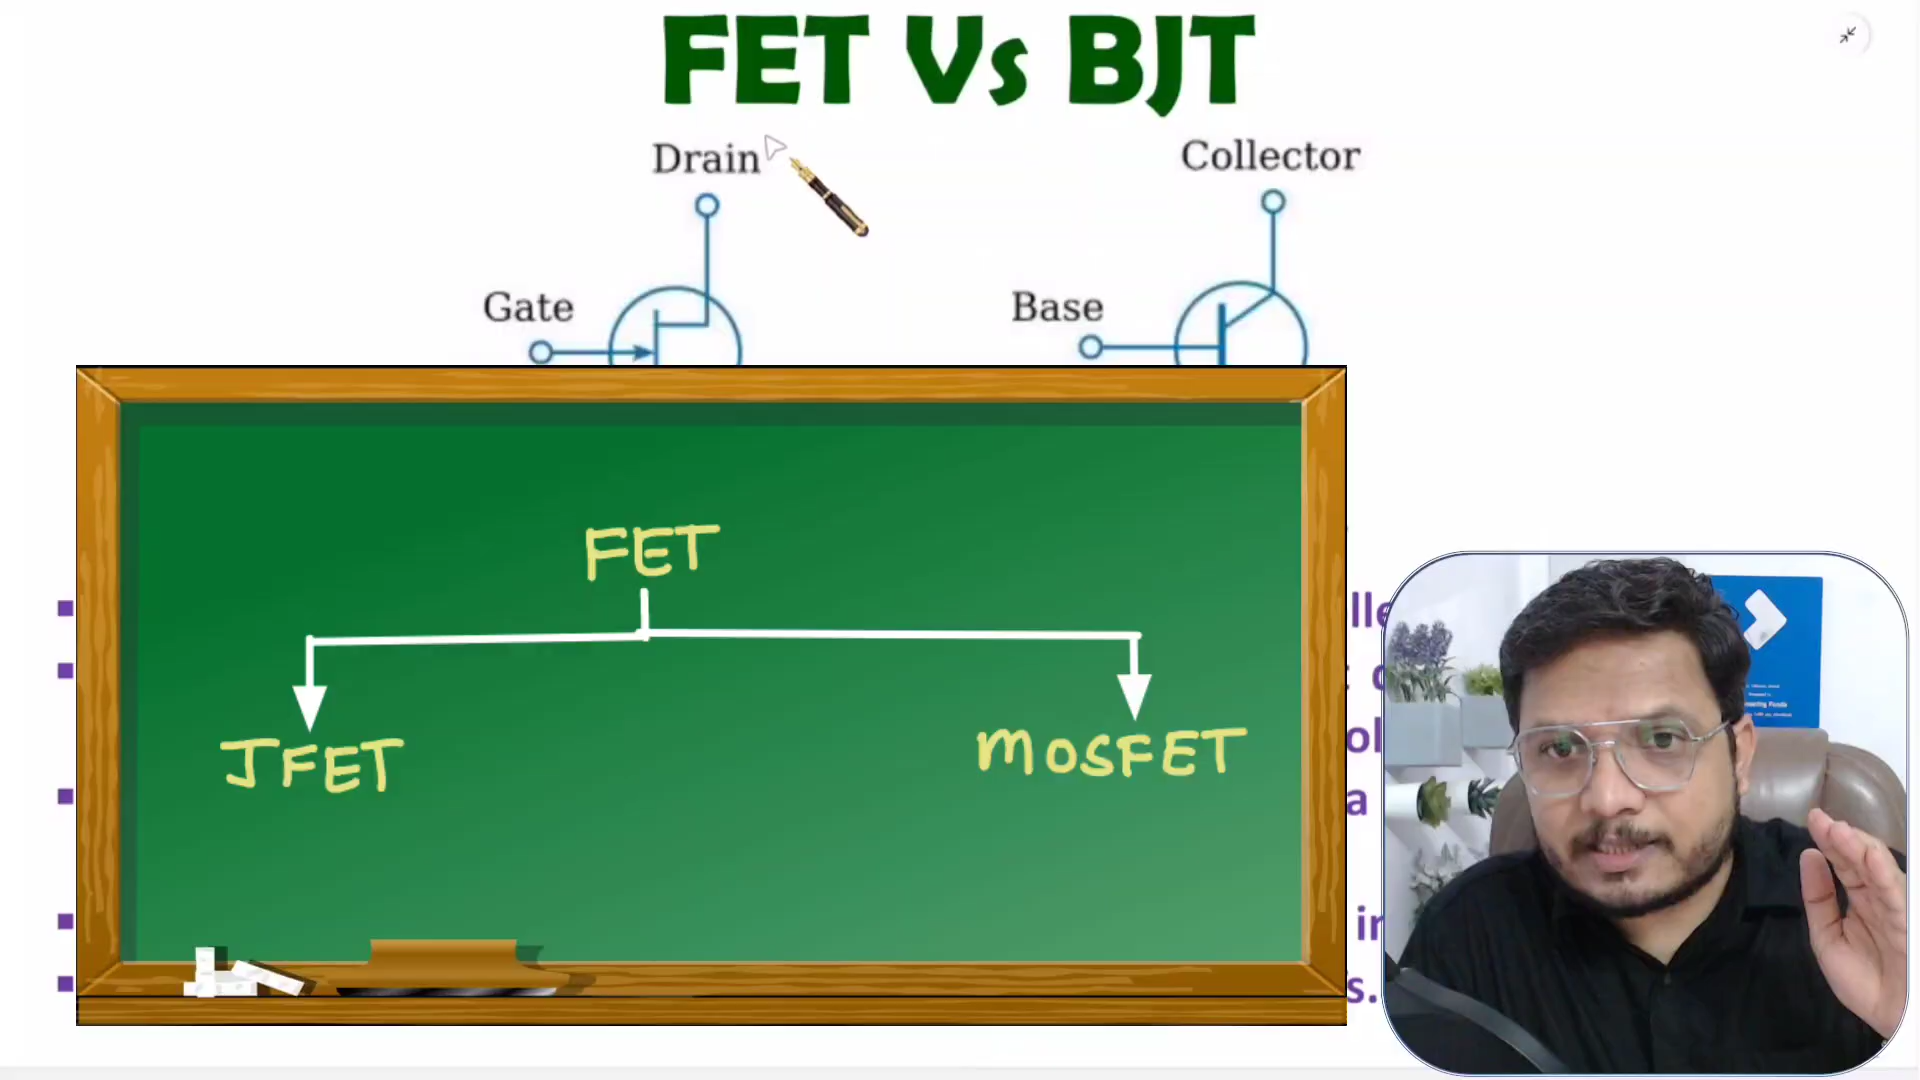 FET Vs BJT
Drain
Collector
Gate
Base
FET
JFET
MOSFET